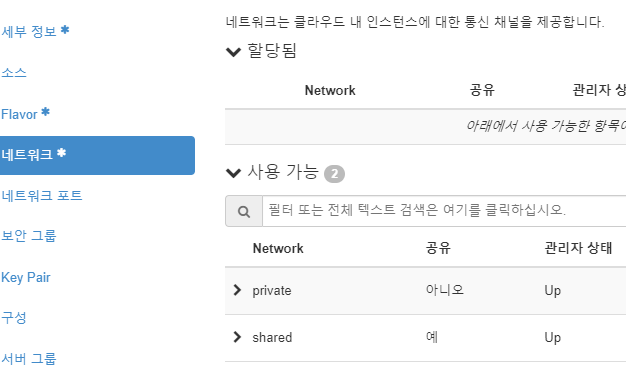 세부 정보 *
소스
Flavor *
네트워크 *
네트워크 포트
보안 그룹
Key Pair
구성
서버 그룹
네트워크는 클라우드 내 인스턴스에 대한 통신 채널을 제공합니다.
할당됨
Network 공유 관리자 상
아래에서 사용 가능한 항목에
사용 가능 2
필터 또는 전체 텍스트 검색은 여기를 클릭하십시오.
Network 공유 관리자 상태
private 아니오 Up
shared 예 Up